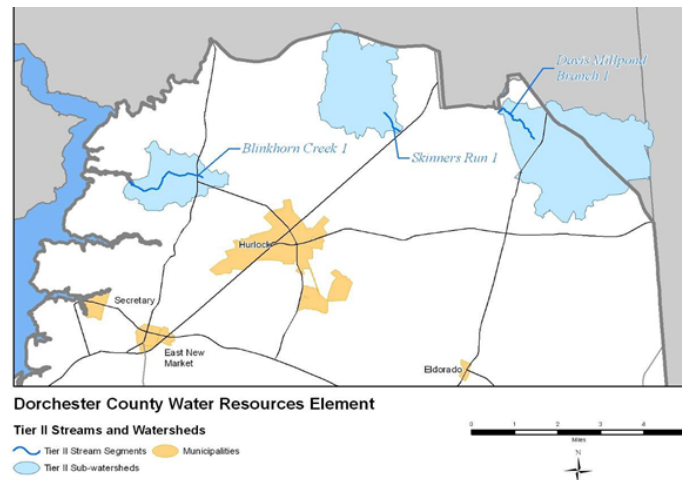 Davis Millpond
Branch 1
Blinkhorn Creek 1
Skinners Run 1
Hurlock
Secretary
East New
Market
Eldorado
Dorchester County Water Resources Element
Tier II Streams and Watersheds
Tier II Stream Segments
Municipalities
Tier II Sub-watersheds
0 1 2 3 4
Miles
N